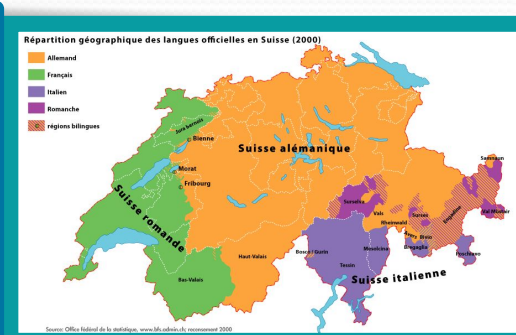 Répartition géographique des langues officielles en Suisse (2000)
Allemand
Français
Italien
Romanche
© régions bilingues
Jura bernois
© Bienne
Suisse alémanique
© Morat
© Fribourg
Suisse romande
Samnaun
Engadine
Val Müstair
Surselva
Vals
Rheinwald
Surses
Avers
Bivio
Bregaglia
Poschiavo
Haut-Valais
Bosco / Gurin
Mesolcina
Tessin
Suisse italienne
Bas-Valais
Source: Office fédéral de la statistique, www.bfs.admin.ch; recensement 2000